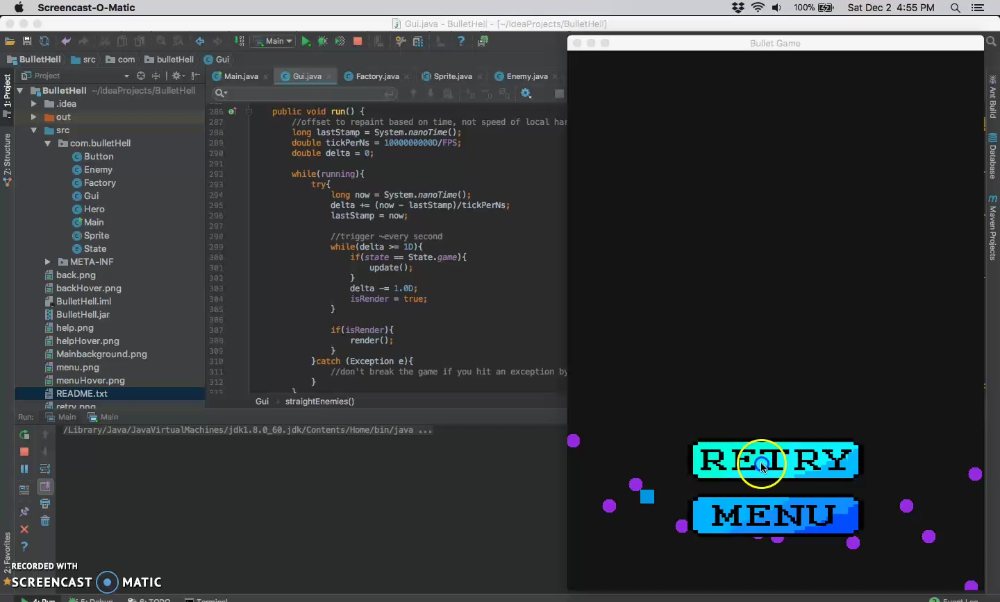 Screencast-O-Matic
100%
Sat Dec 2 4:55 PM
Gui.java - BulletHell - [~/IdeaProjects/BulletHell]
Main
BulletHell
src
com
bulletHell
Gui
Project
Main.java
Gui.java
Factory.java
Sprite.java
Enemy.java
1: Project
Z: Structure
2: Favorites
BulletHell ~/IdeaProjects/BulletHell
.idea
out
src
com.bulletHell
Button
Enemy
Factory
Gui
Hero
Main
Sprite
State
META-INF
back.png
backHover.png
BulletHell.iml
BulletHell.jar
help.png
helpHover.png
Mainbackground.png
menu.png
menuHover.png
README.txt
retry.png
286 public void run() {
287 //offset to repaint based on time, not speed of local har
288 long lastStamp = System.nanoTime();
289 double tickPerNs = 1000000000D/FPS;
290 double delta = 0;
291
292 while(running){
293 try{
294 long now = System.nanoTime();
295 delta += (now - lastStamp)/tickPerNs;
296 lastStamp = now;
297
298 //trigger ~every second
299 while(delta >= 1D){
300 if(state == State.game){
301 update();
302 }
303 delta -= 1.0D;
304 isRender = true;
305 }
306
307 if(isRender){
308 render();
309 }
310 }catch (Exception e){
311 //don't break the game if you hit an exception by
312 }
313 }
Gui
straightEnemies()
Run:
Main
Main
/Library/Java/JavaVirtualMachines/jdk1.8.0_60.jdk/Contents/Home/bin/java ...
Bullet Game
RETRY
MENU
Ant Build
Database
Maven Projects
RECORDED WITH
SCREENCAST MATIC
4: Run
5: Debug
6: TODO
Terminal
Event Log